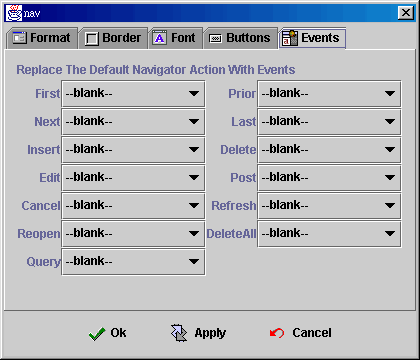 nav
Format Border Font Buttons Events
Replace The Default Navigator Action With Events
First --blank-- Prior --blank--
Next --blank-- Last --blank--
Insert --blank-- Delete --blank--
Edit --blank-- Post --blank--
Cancel --blank-- Refresh --blank--
Reopen --blank-- DeleteAll --blank--
Query --blank--
Ok Apply Cancel